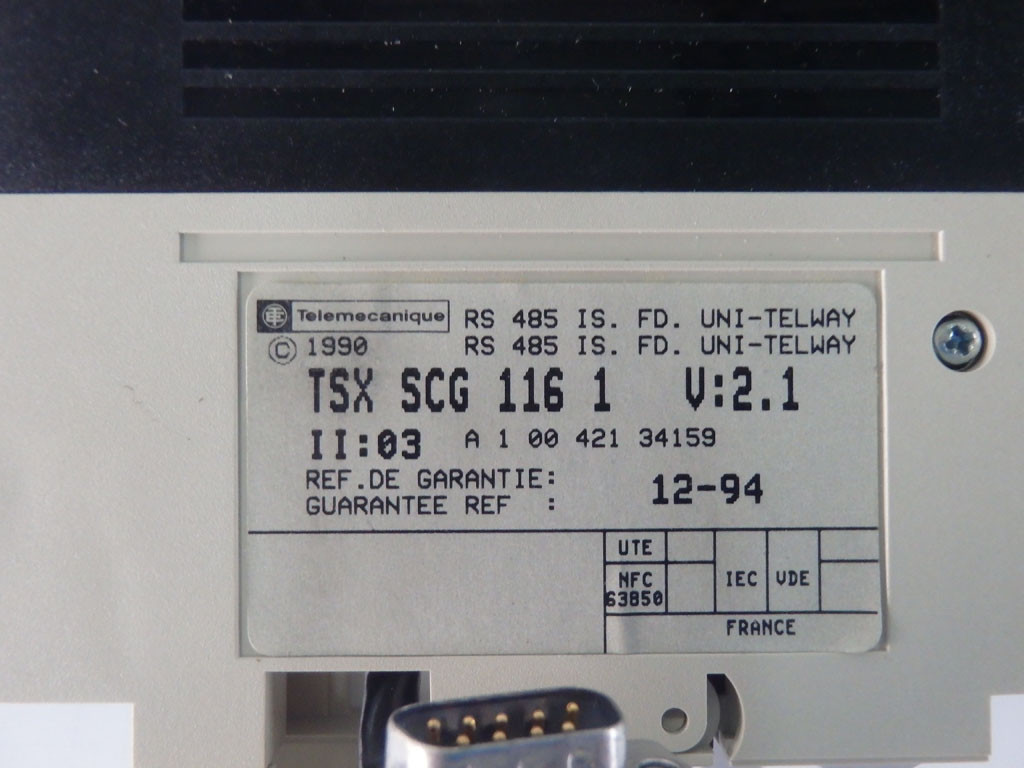 TE Telemecanique RS 485 IS. FD. UNI-TELWAY
© 1990 RS 485 IS. FD. UNI-TELWAY
TSX SCG 116 1 V:2.1
II:03 A 1 00 421 34159
REF.DE GARANTIE:
GUARANTEE REF : 12-94
UTE
NFC IEC VDE
63850
FRANCE